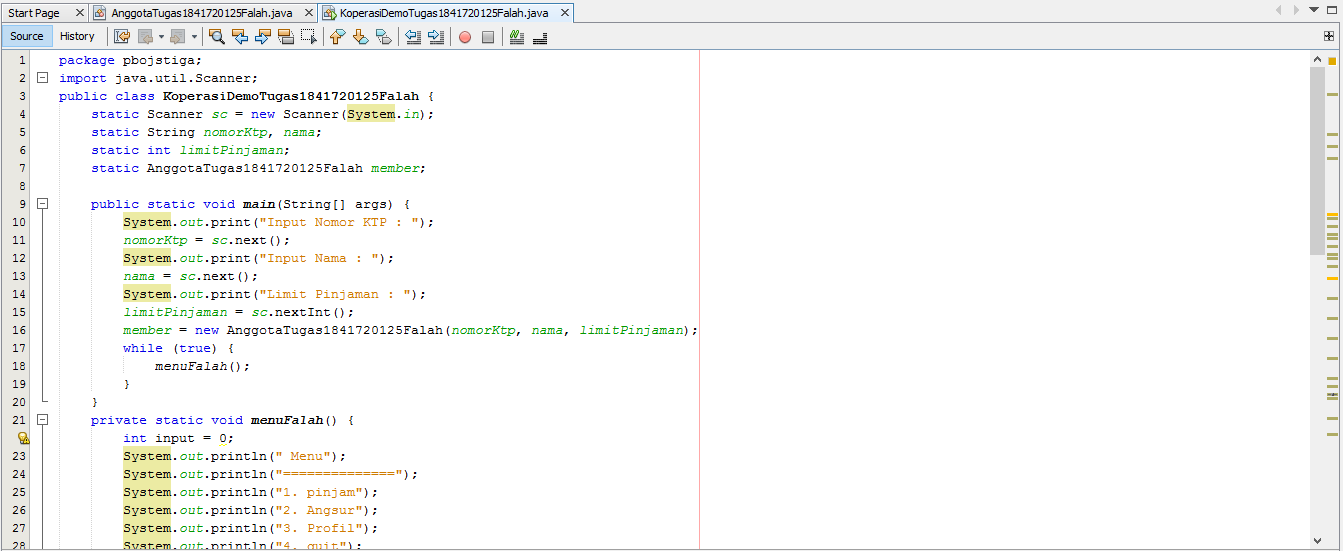 Start Page × AnggotaTugas1841720125Falah.java × KoperasiDemoTugas1841720125Falah.java ×
Source History
1 package pbojstiga;
2 import java.util.Scanner;
3 public class KoperasiDemoTugas1841720125Falah {
4 static Scanner sc = new Scanner(System.in);
5 static String nomorKtp, nama;
6 static int limitPinjaman;
7 static AnggotaTugas1841720125Falah member;
8
9 public static void main(String[] args) {
10 System.out.print("Input Nomor KTP : ");
11 nomorKtp = sc.next();
12 System.out.print("Input Nama : ");
13 nama = sc.next();
14 System.out.print("Limit Pinjaman : ");
15 limitPinjaman = sc.nextInt();
16 member = new AnggotaTugas1841720125Falah(nomorKtp, nama, limitPinjaman);
17 while (true) {
18 menuFalah();
19 }
20 }
21 private static void menuFalah() {
int input = 0;
23 System.out.println(" Menu");
24 System.out.println("==============");
25 System.out.println("1. pinjam");
26 System.out.println("2. Angsur");
27 System.out.println("3. Profil");
28 System.out.println("4. quit");